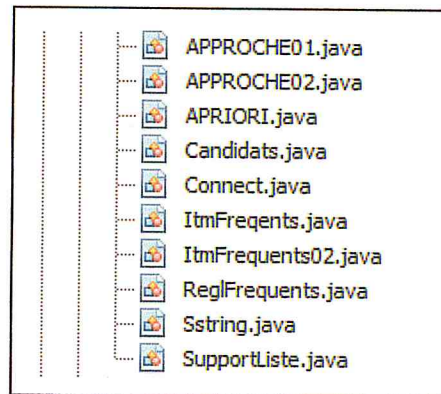 APPROCHE01.java
APPROCHE02.java
APRIORI.java
Candidats.java
Connect.java
ItmFreqents.java
ItmFrequents02.java
ReglFrequents.java
Sstring.java
SupportListe.java